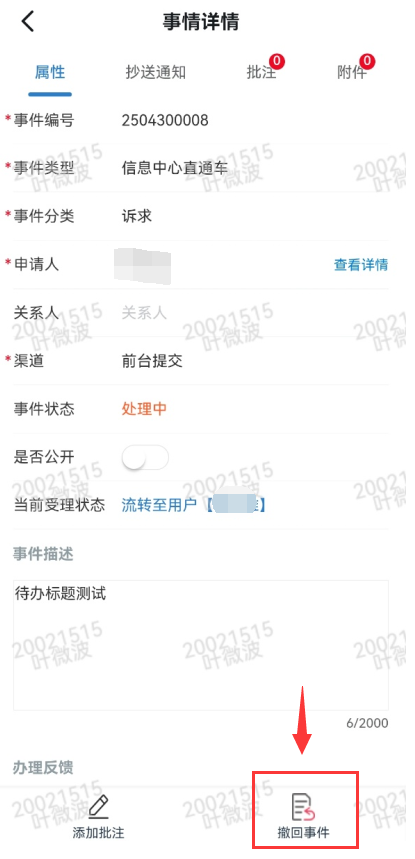 事情详情
属性
抄送通知
批注
0
附件
0
*事件编号 2504300008
*事件类型 信息中心直通车
*事件分类 诉求
*申请人 查看详情
关系人 关系人
*渠道 前台提交
事件状态 处理中
是否公开
当前受理状态 流转至用户【 】
事件描述
待办标题测试
6/2000
办理反馈
添加批注
撤回事件
20021515
叶微波